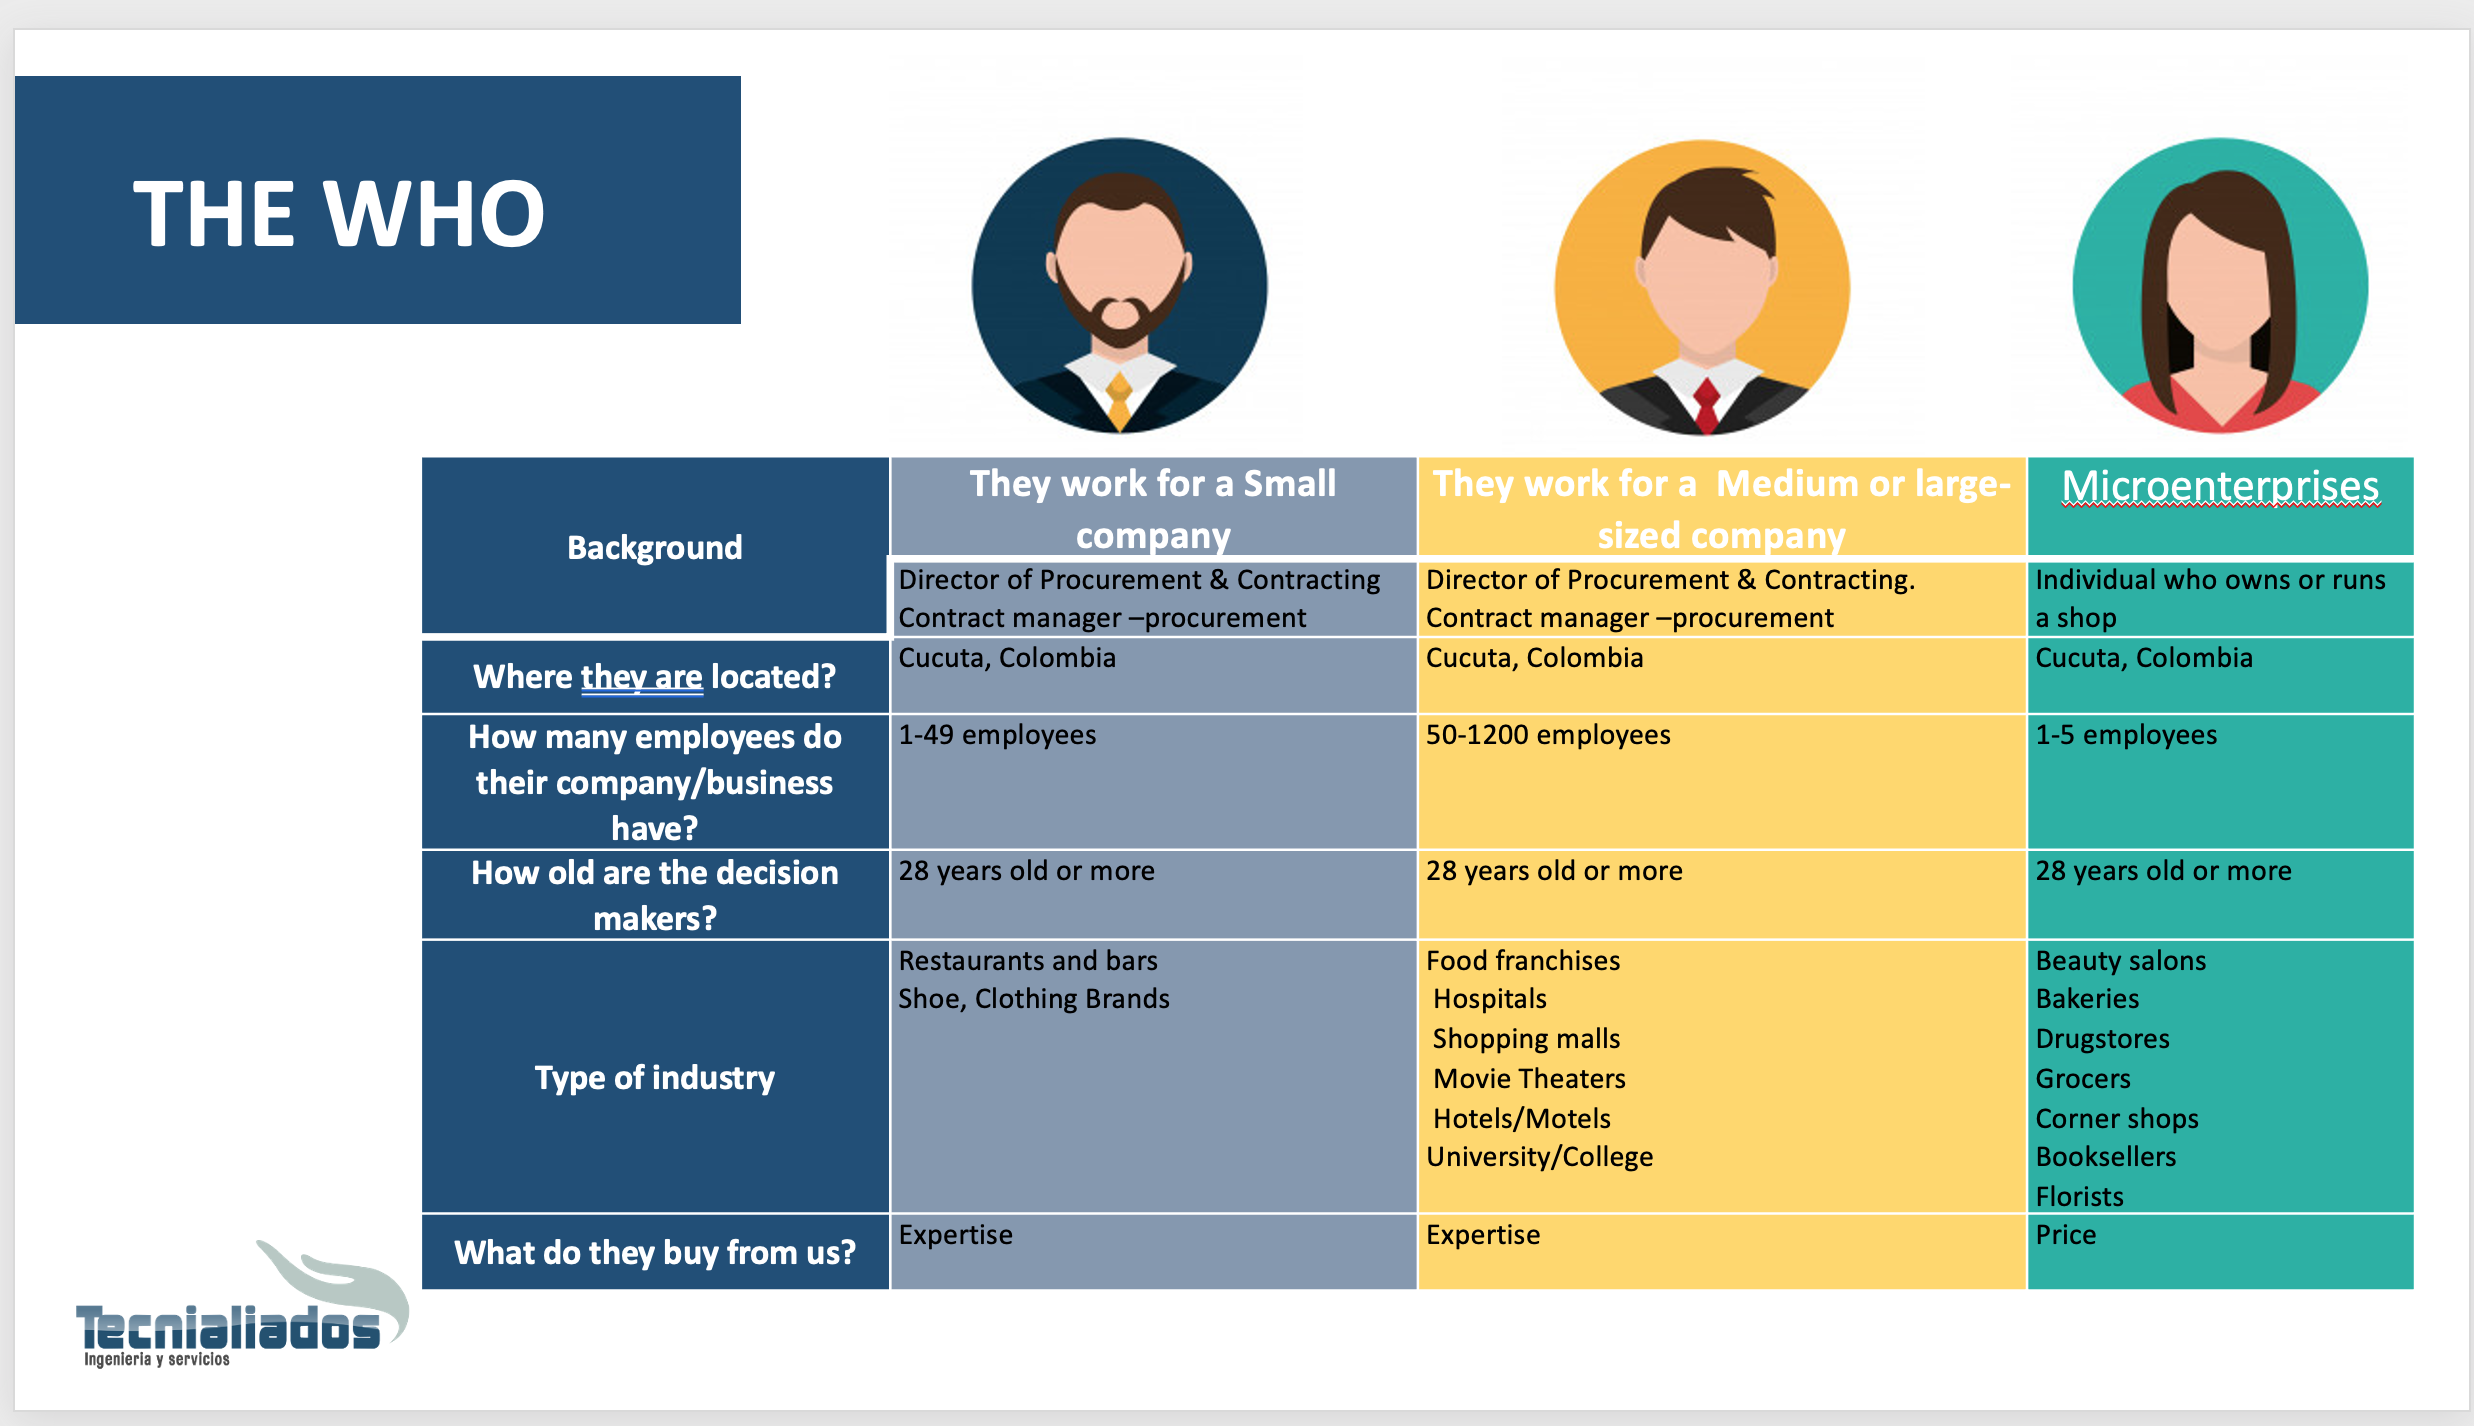 THE WHO
Background
They work for a Small
company
They work for a  Medium or large-
sized company
Microenterprises
Director of Procurement & Contracting
Contract manager –procurement
Director of Procurement & Contracting.
Contract manager –procurement
Individual who owns or runs
a shop
Where they are located?
Cucuta, Colombia
Cucuta, Colombia
Cucuta, Colombia
How many employees do
their company/business
have?
1-49 employees
50-1200 employees
1-5 employees
How old are the decision
makers?
28 years old or more
28 years old or more
28 years old or more
Type of industry
Restaurants and bars
Shoe, Clothing Brands
Food franchises
Hospitals
Shopping malls
Movie Theaters
Hotels/Motels
University/College
Beauty salons
Bakeries
Drugstores
Grocers
Corner shops
Booksellers
Florists
What do they buy from us?
Expertise
Expertise
Price
Tecnialiados
Ingenieria y servicios